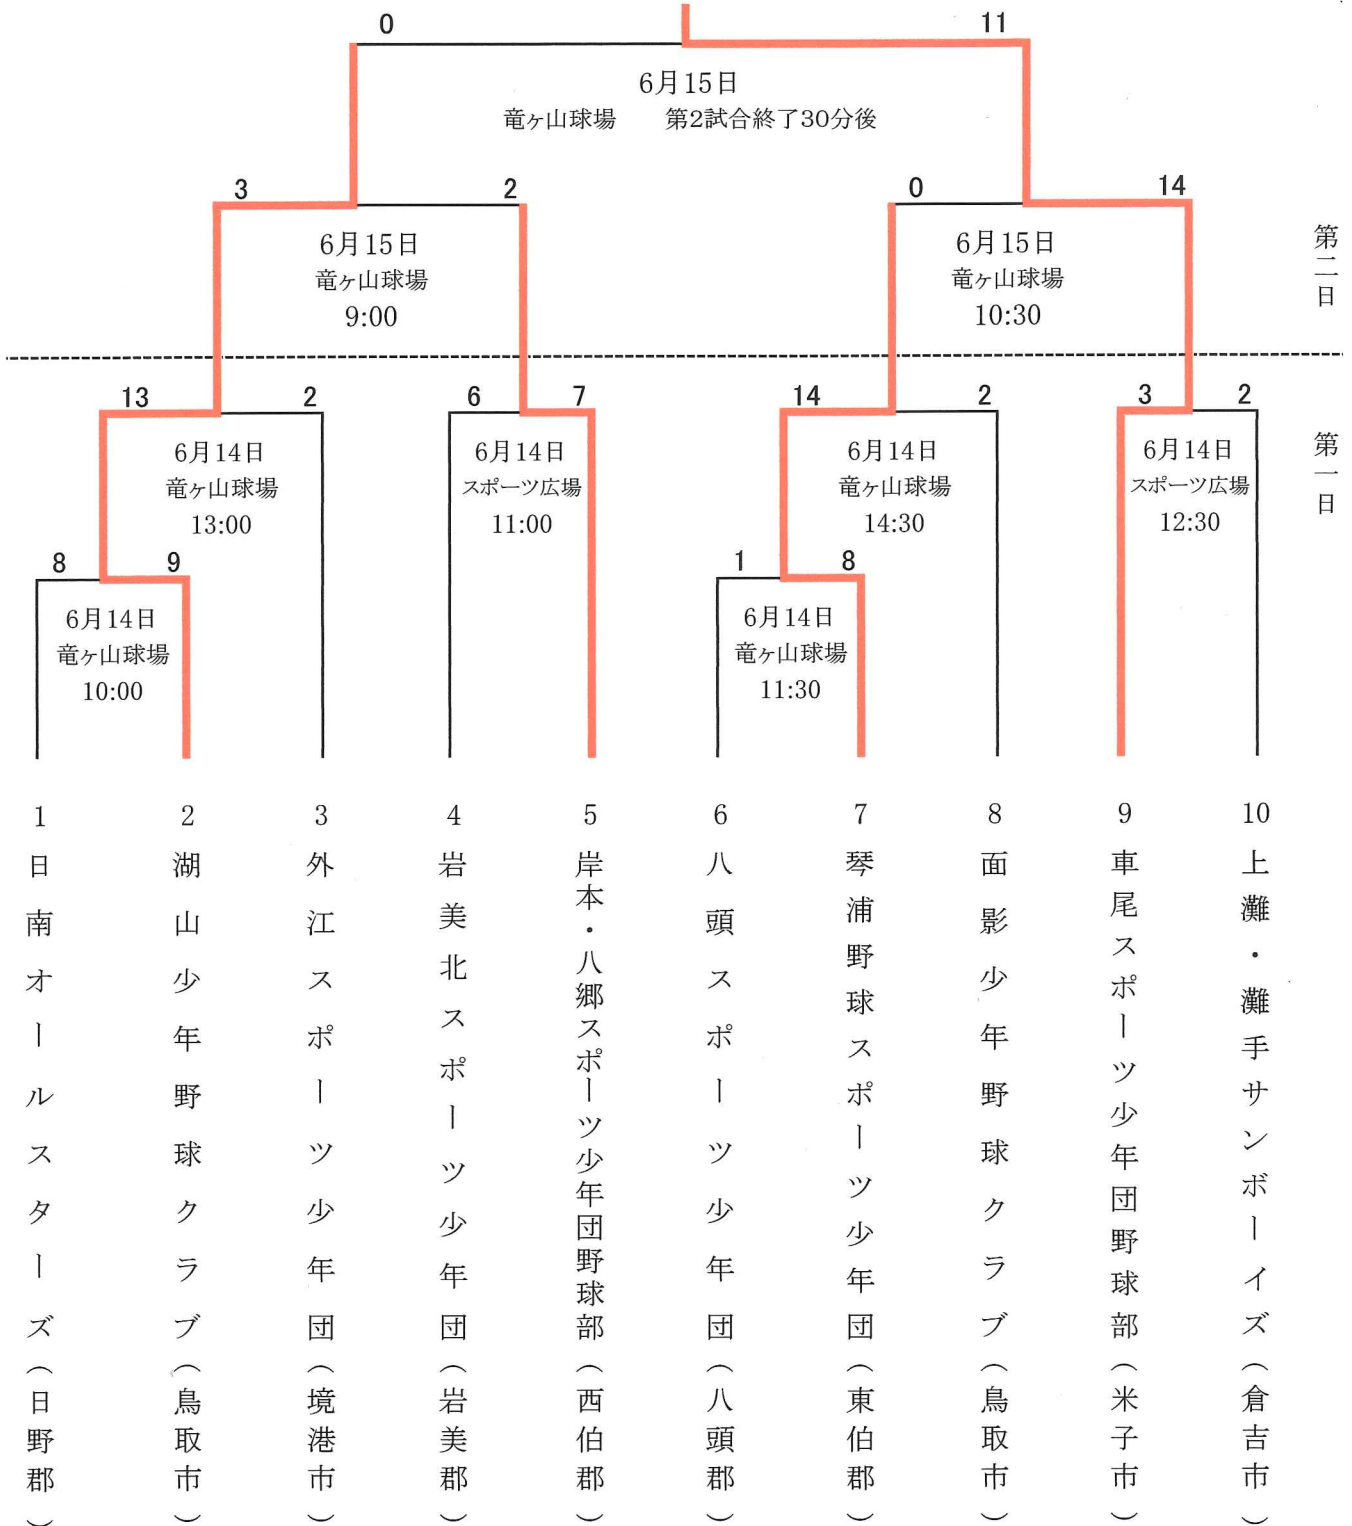 0
11
6月15日
竜ヶ山球場 第2試合終了30分後
3
2
0
14
6月15日
竜ヶ山球場
9:00
6月15日
竜ヶ山球場
10:30
第二日
13
2
6
7
14
2
3
2
6月14日
竜ヶ山球場
13:00
6月14日
スポーツ広場
11:00
6月14日
竜ヶ山球場
14:30
6月14日
スポーツ広場
12:30
第一日
8
9
1
8
6月14日
竜ヶ山球場
10:00
6月14日
竜ヶ山球場
11:30
1 日南オールスターズ(日野郡)
2 湖山少年野球クラブ(鳥取市)
3 外江スポーツ少年団(境港市)
4 岩美北スポーツ少年団(岩美郡)
5 岸本・八郷スポーツ少年団野球部(西伯郡)
6 八頭スポーツ少年団(八頭郡)
7 琴浦野球スポーツ少年団(東伯郡)
8 面影少年野球クラブ(鳥取市)
9 車尾スポーツ少年団野球部(米子市)
10 上灘・灘手サンボーイズ(倉吉市)